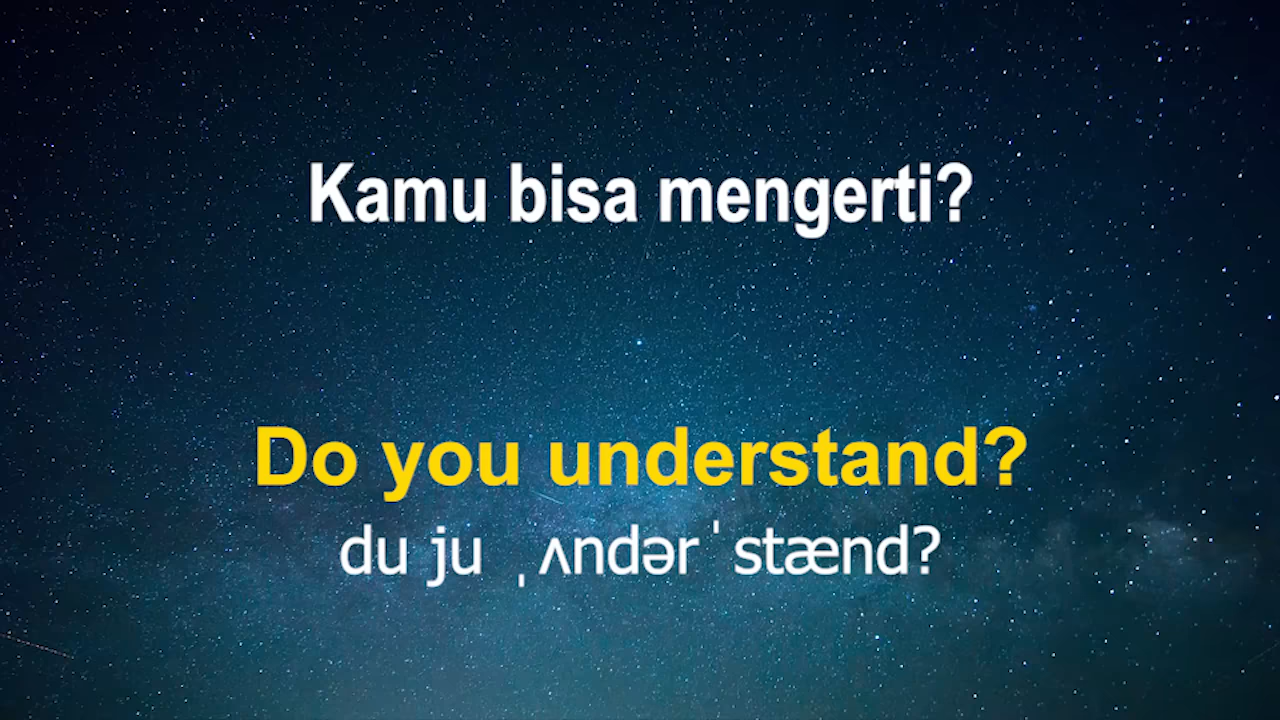 Kamu bisa mengerti?
Do you understand?
du ju ˌʌndərˈstænd?